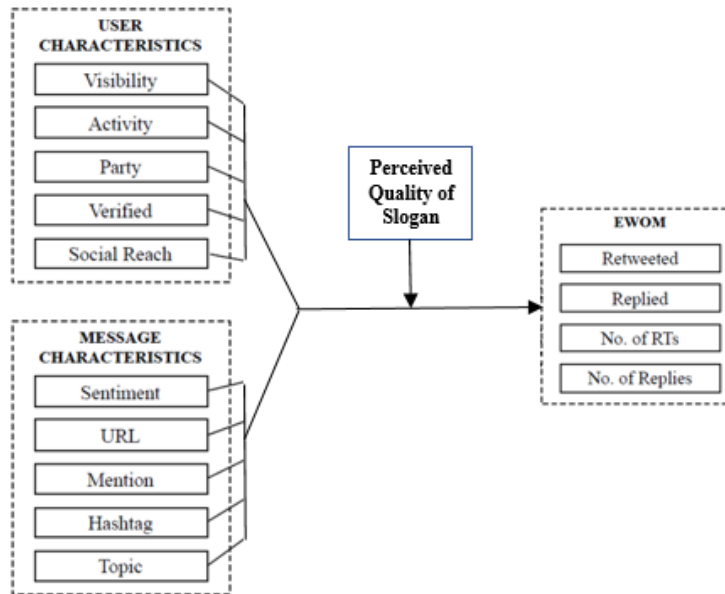 USER
CHARACTERISTICS
Visibility
Activity
Party
Verified
Social Reach
MESSAGE
CHARACTERISTICS
Sentiment
URL
Mention
Hashtag
Topic
Perceived
Quality of
Slogan
EWOM
Retweeted
Replied
No. of RTs
No. of Replies